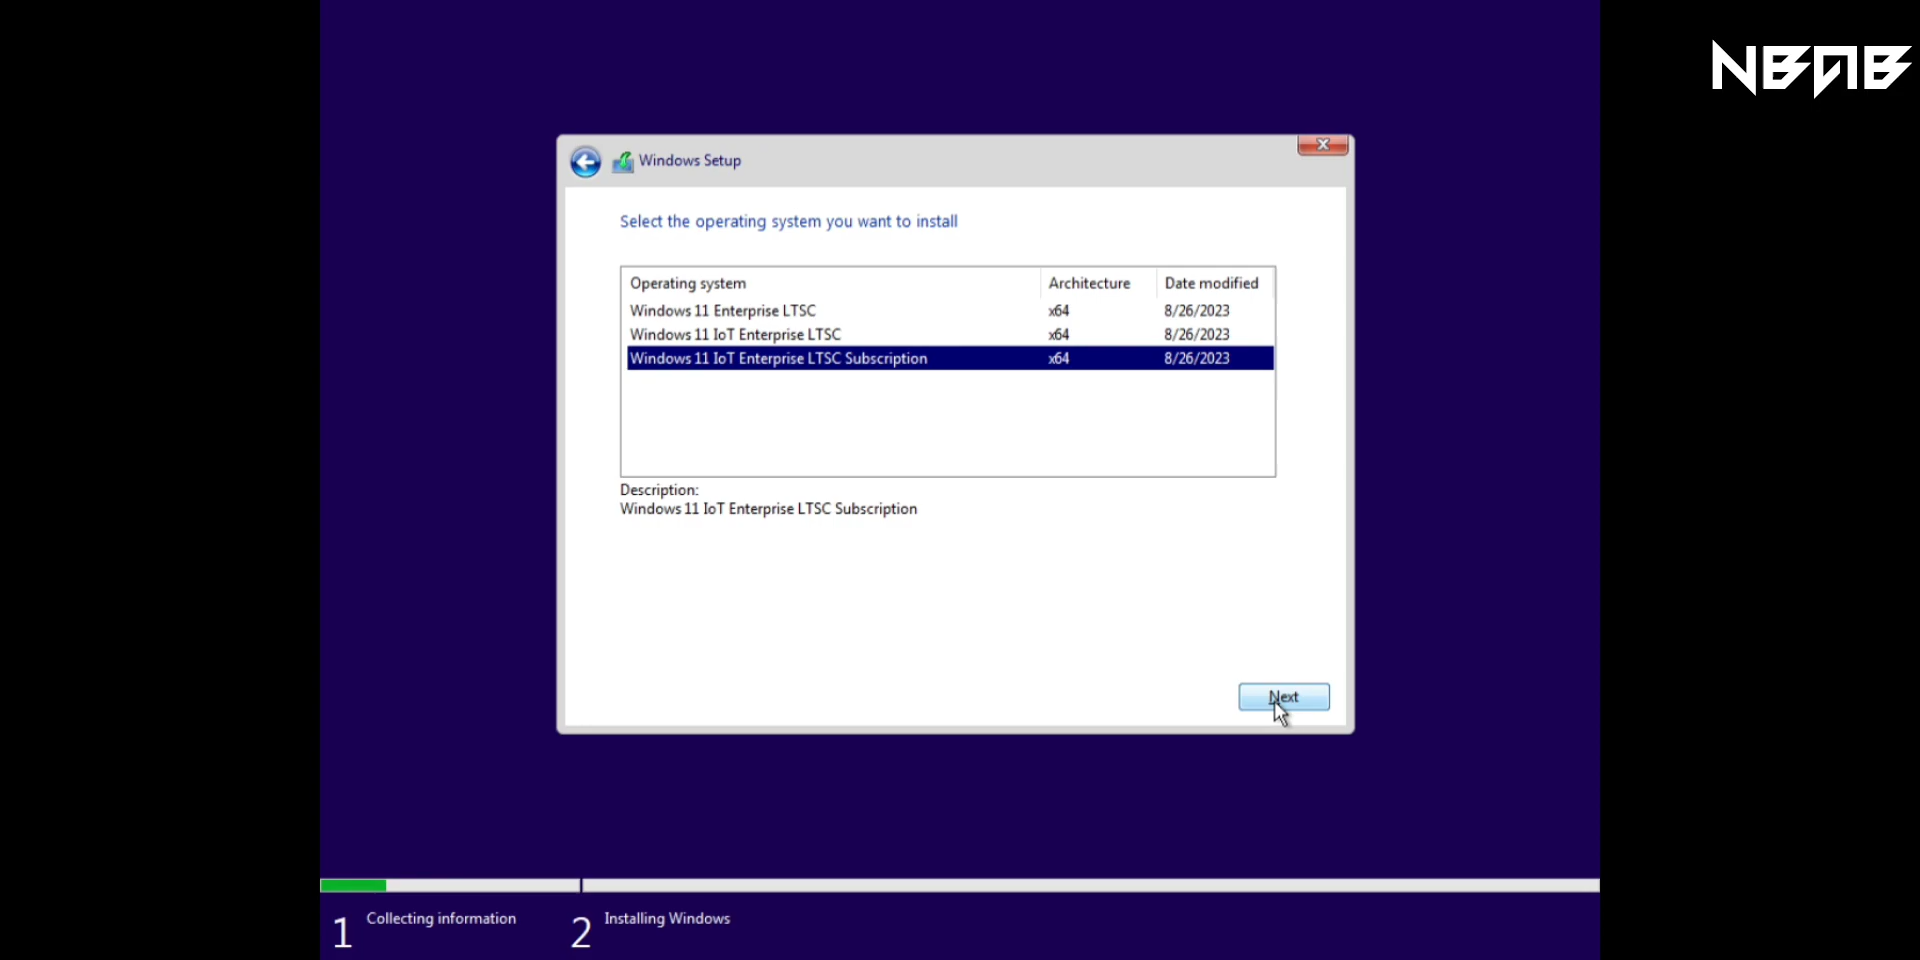 NBAB
Windows Setup
Select the operating system you want to install
Operating system Architecture Date modified
Windows 11 Enterprise LTSC x64 8/26/2023
Windows 11 IoT Enterprise LTSC x64 8/26/2023
Windows 11 IoT Enterprise LTSC Subscription x64 8/26/2023
Description:
Windows 11 IoT Enterprise LTSC Subscription
Next
1 Collecting information 2 Installing Windows